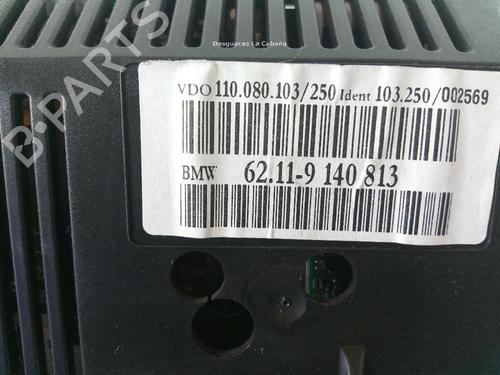 Desguaces La Cabaña
B-PARTS
VDO 110.080.103/250 Ident 103.250/002569
BMW 62.11-9 140 813